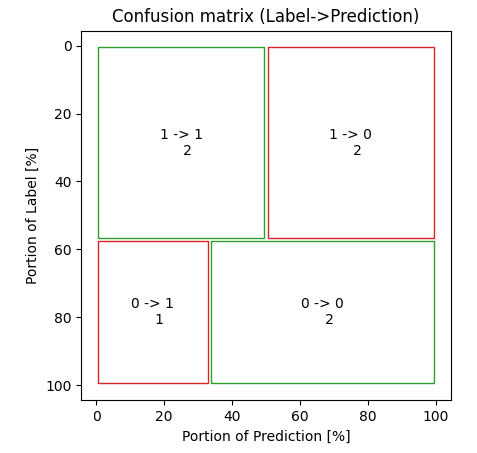 Confusion matrix (Label->Prediction)
0
20
40
60
80
100
Portion of Label [%]
1 -> 1
2
1 -> 0
2
0 -> 1
1
0 -> 0
2
0 20 40 60 80 100
Portion of Prediction [%]